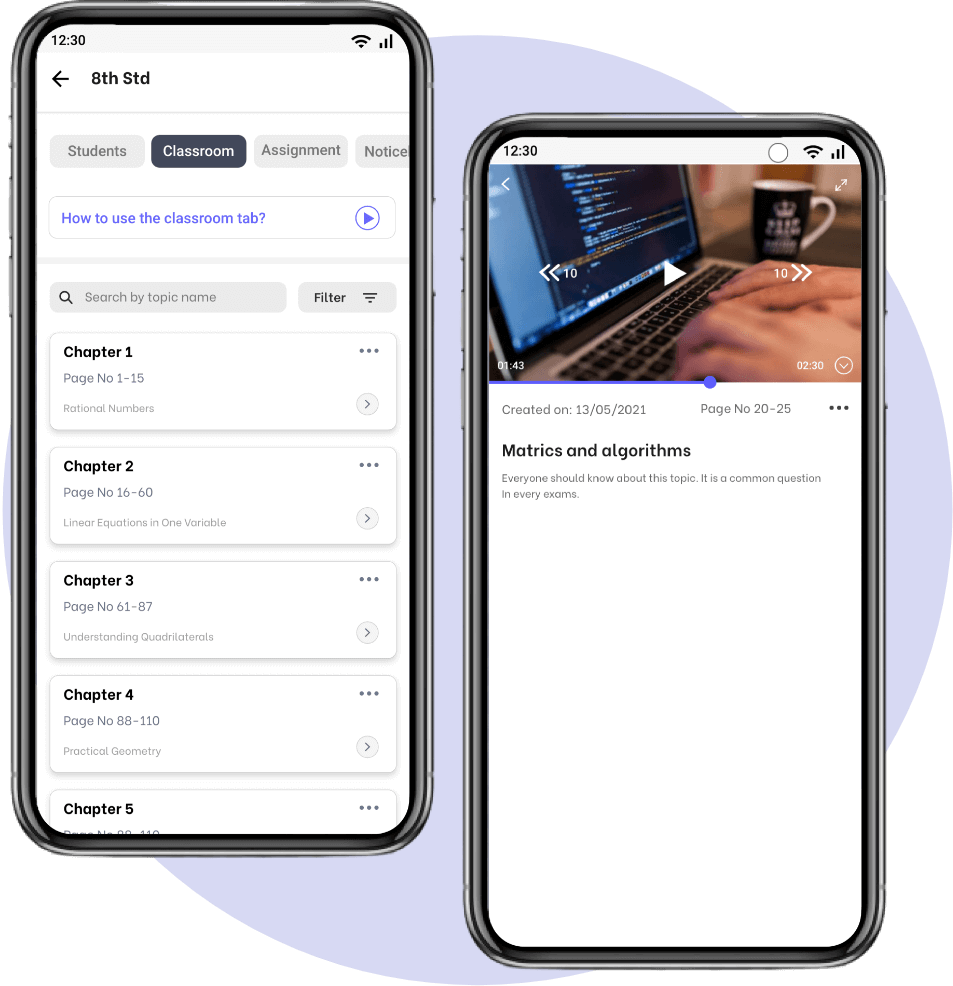 12:30
8th Std
Students Classroom Assignment
How to use the classroom tab?
Search by topic name Filter
Chapter 1
Page No 1-15
Rational Numbers
Chapter 2
Page No 16-60
Linear Equations in One Variable
Chapter 3
Page No 61-87
Understanding Quadrilaterals
Chapter 4
Page No 88-110
Practical Geometry
Chapter 5
Page No 88-110
12:30
10 10
01:43 02:30
Created on: 13/05/2021 Page No 20-25
Matrics and algorithms
Everyone should know about this topic. It is a common question
In every exams.